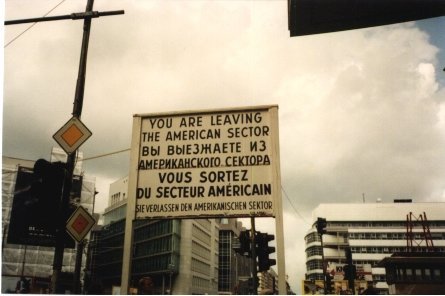 YOU ARE LEAVING
THE AMERICAN SECTOR
ВЫ ВЫЕЗЖАЕТЕ ИЗ
АМЕРИКАНСКОГО СЕКТОРА
VOUS SORTEZ
DU SECTEUR AMÉRICAIN
SIE VERLASSEN DEN AMERIKANISCHEN SEKTOR